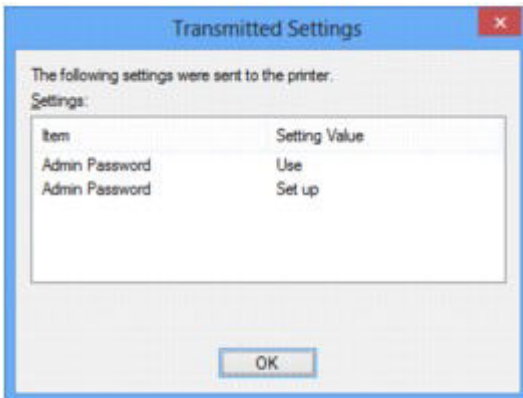 Transmitted Settings
The following settings were sent to the printer.
Settings:
Item Setting Value
Admin Password Use
Admin Password Set up
OK